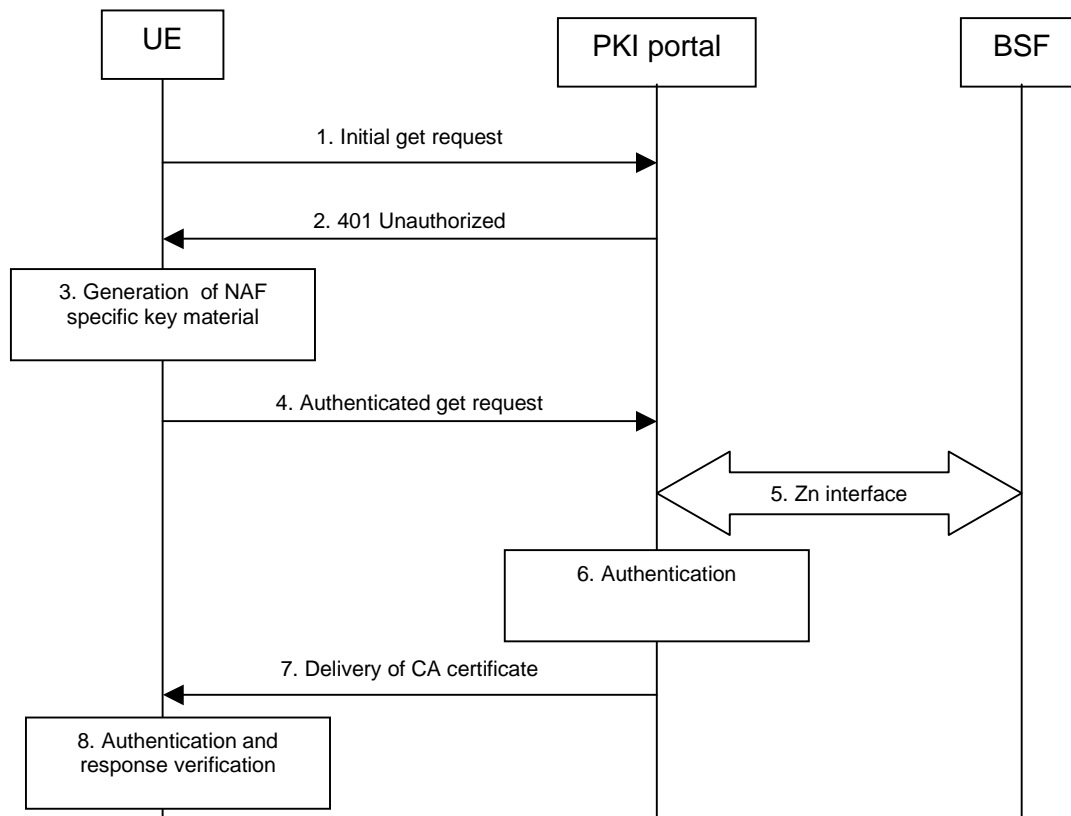 UE
PKI portal
BSF
1. Initial get request
2. 401 Unauthorized
3. Generation of NAF
specific key material
4. Authenticated get request
5. Zn interface
6. Authentication
7. Delivery of CA certificate
8. Authentication and
response verification